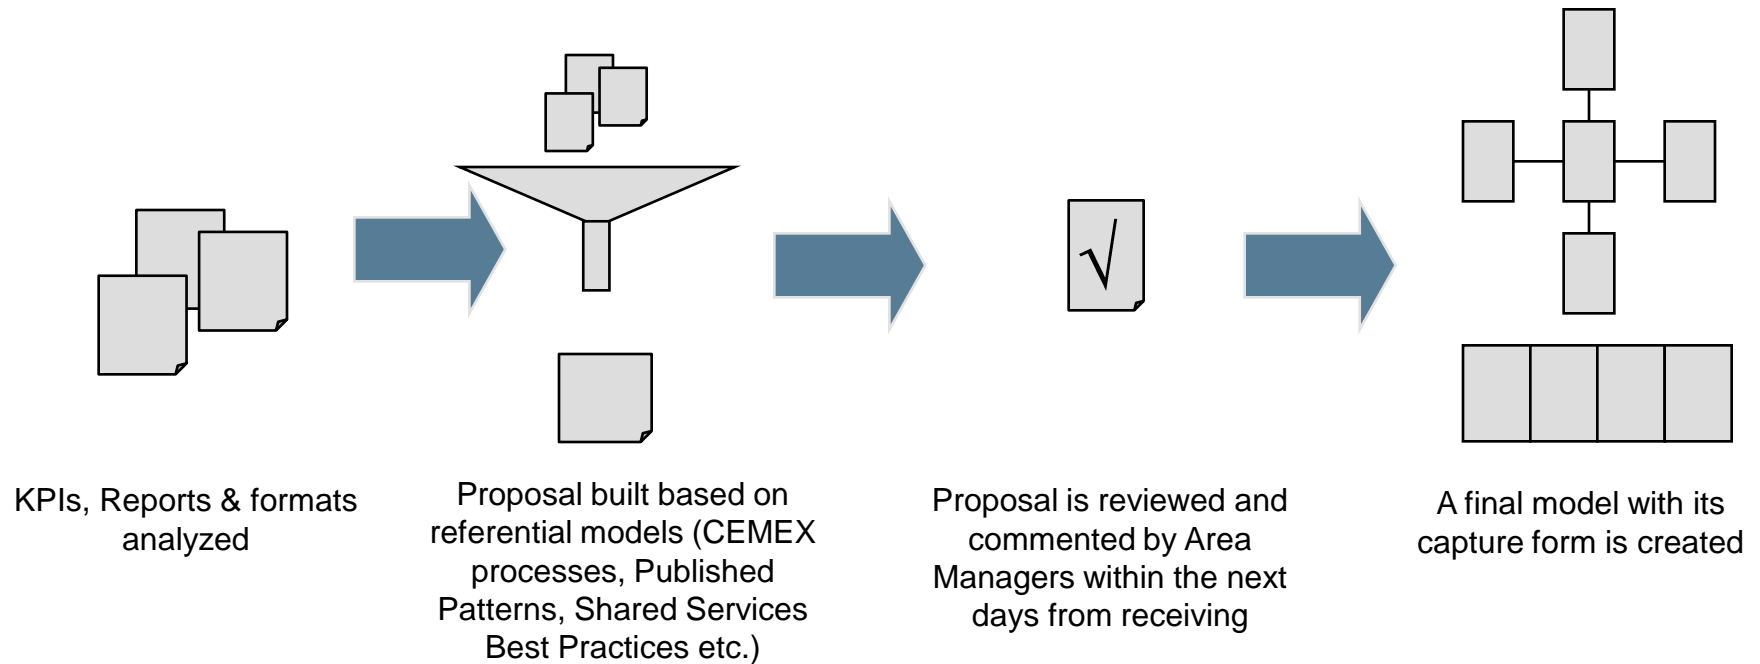 KPIs, Reports & formats
analyzed
Proposal built based on
referential models (CEMEX
processes, Published
Patterns, Shared Services
Best Practices etc.)
√
Proposal is reviewed and
commented by Area
Managers within the next
days from receiving
A final model with its
capture form is created